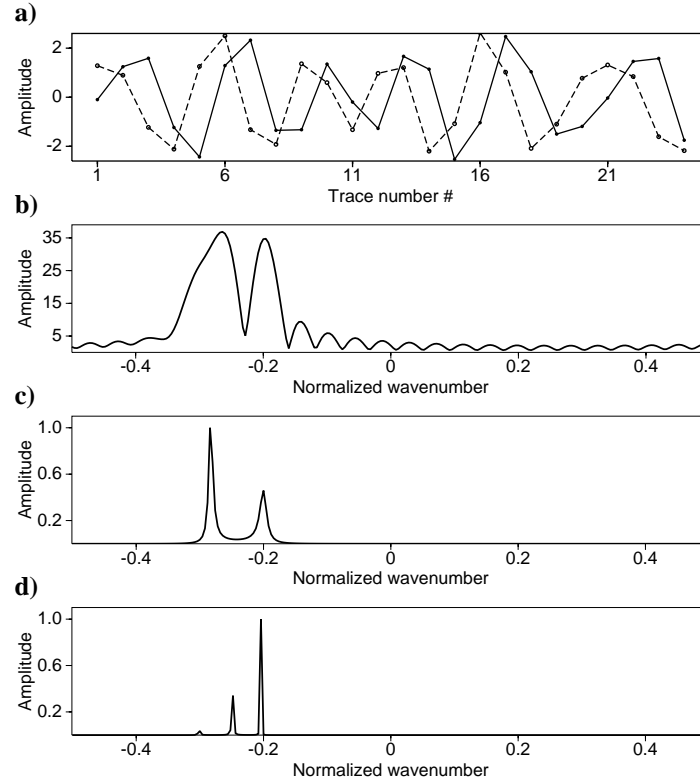 a)
Amplitude
2
0
-2
1 6 11 16 21
Trace number #
b)
Amplitude
35
25
15
5
-0.4 -0.2 0 0.2 0.4
Normalized wavenumber
c)
Amplitude
1.0
0.6
0.2
-0.4 -0.2 0 0.2 0.4
Normalized wavenumber
d)
Amplitude
1.0
0.6
0.2
-0.4 -0.2 0 0.2 0.4
Normalized wavenumber